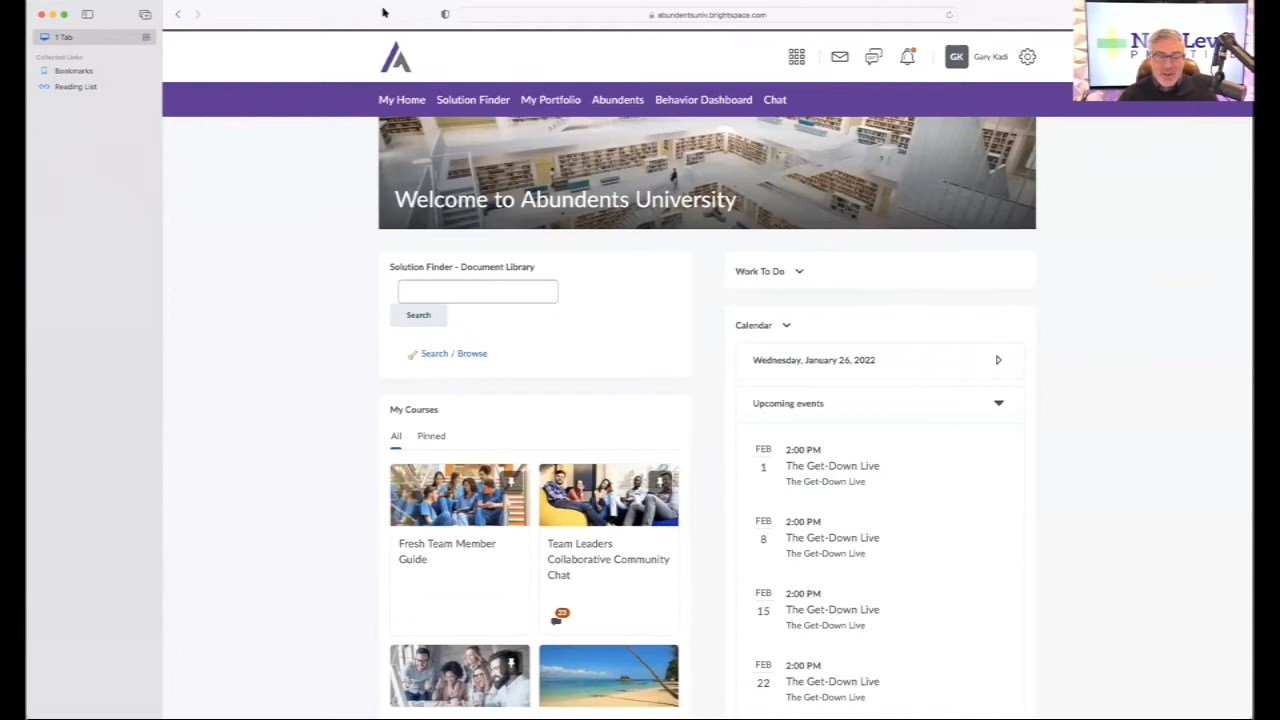 1 Tab
Collected Links
Bookmarks
Reading List
abundentsuniv.brightspace.com
GK
Gary Kadi
My Home
Solution Finder
My Portfolio
Abundents
Behavior Dashboard
Chat
Welcome to Abundents University
Solution Finder - Document Library
Search
Search / Browse
My Courses
All
Pinned
Fresh Team Member
Guide
Team Leaders
Collaborative Community
Chat
23
Work To Do
Calendar
Wednesday, January 26, 2022
Upcoming events
FEB
1
2:00 PM
The Get-Down Live
The Get-Down Live
FEB
8
2:00 PM
The Get-Down Live
The Get-Down Live
FEB
15
2:00 PM
The Get-Down Live
The Get-Down Live
FEB
22
2:00 PM
The Get-Down Live
The Get-Down Live